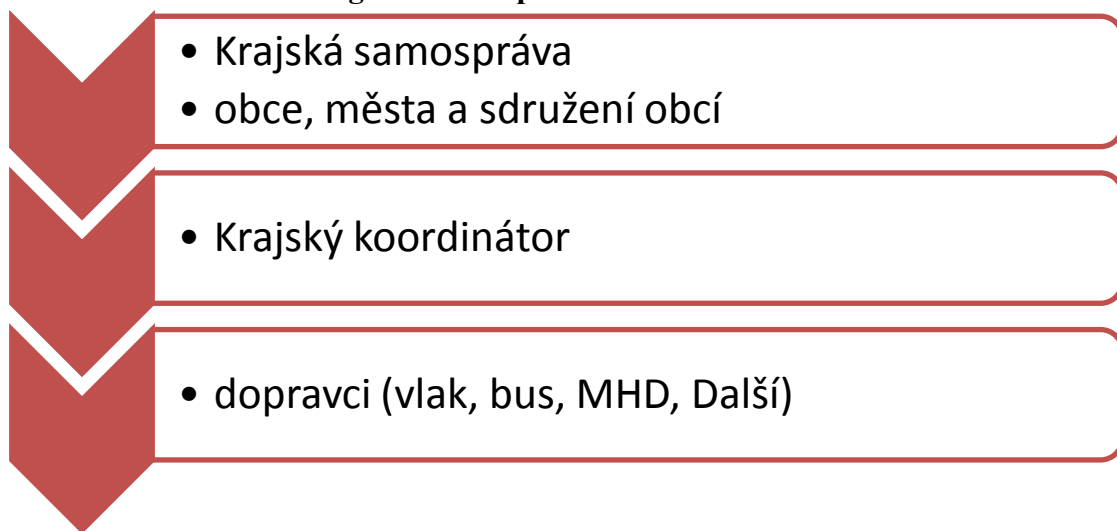 • Krajská samospráva
• obce, města a sdružení obcí
• Krajský koordinátor
• dopravci (vlak, bus, MHD, Další)